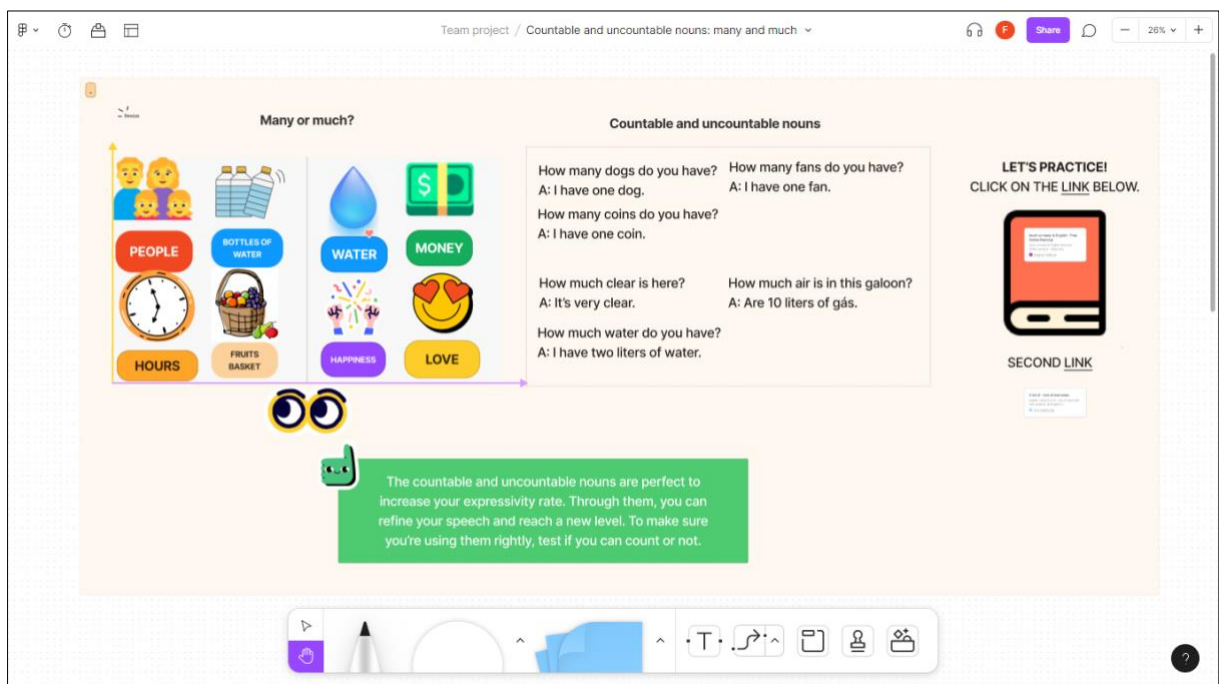 Team project / Countable and uncountable nouns: many and much
F
Share
26%
Many or much?
PEOPLE
BOTTLES OF
WATER
WATER
MONEY
HOURS
FRUITS
BASKET
HAPPINESS
LOVE
Countable and uncountable nouns
How many dogs do you have?
A: I have one dog.
How many fans do you have?
A: I have one fan.
How many coins do you have?
A: I have one coin.
How much clear is here?
A: It's very clear.
How much air is in this galoon?
A: Are 10 liters of gás.
How much water do you have?
A: I have two liters of water.
LET'S PRACTICE!
CLICK ON THE LINK BELOW.
SECOND LINK
The countable and uncountable nouns are perfect to
increase your expressivity rate. Through them, you can
refine your speech and reach a new level. To make sure
you're using them rightly, test if you can count or not.
T
?